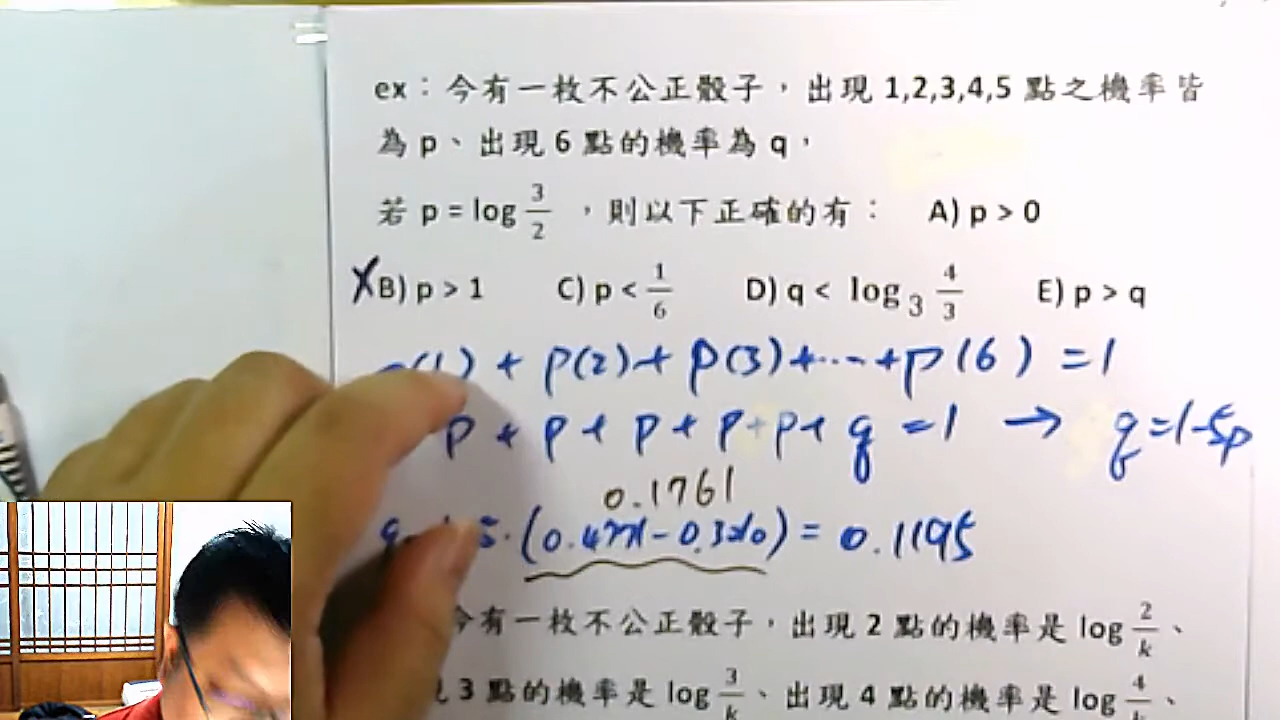 ex：今有一枚不公正骰子，出現 1,2,3,4,5 點之機率皆
為 p、出現 6 點的機率為 q，
若 p = log 3/2 ，則以下正確的有： A) p > 0
X B) p > 1 C) p < 1/6 D) q < log₃ 4/3 E) p > q
(1) + p(2) + p(3) + ... + p(6) = 1
p + p + p + p + p + q = 1 → q = 1-5p
0.1761
5·(0.4771 - 0.3010) = 0.1195
今有一枚不公正骰子，出現 2 點的機率是 log 2/k 、
3 點的機率是 log 3/k 、出現 4 點的機率是 log 4/k 、